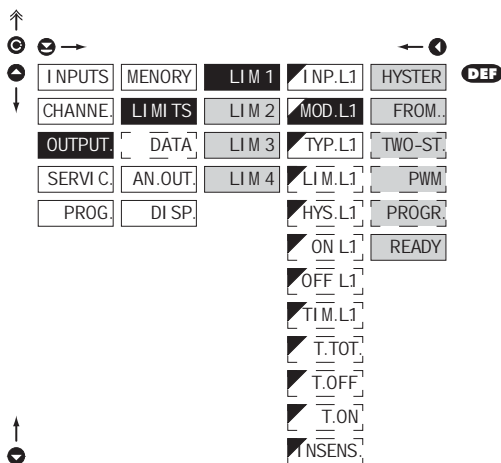 INPUTS MENORY LIM 1 INP.L1 HYSTER DEF
CHANNE. LIMITS LIM 2 MOD.L1 FROM..
OUTPUT. DATA LIM 3 TYP.L1 TWO-ST.
SERVIC. AN.OUT. LIM 4 LIM.L1 PWM
PROG. DISP. HYS.L1 PROGR.
ON L1 READY
OFF L1
TIM.L1
T.TOT.
T.OFF
T.ON
INSENS.